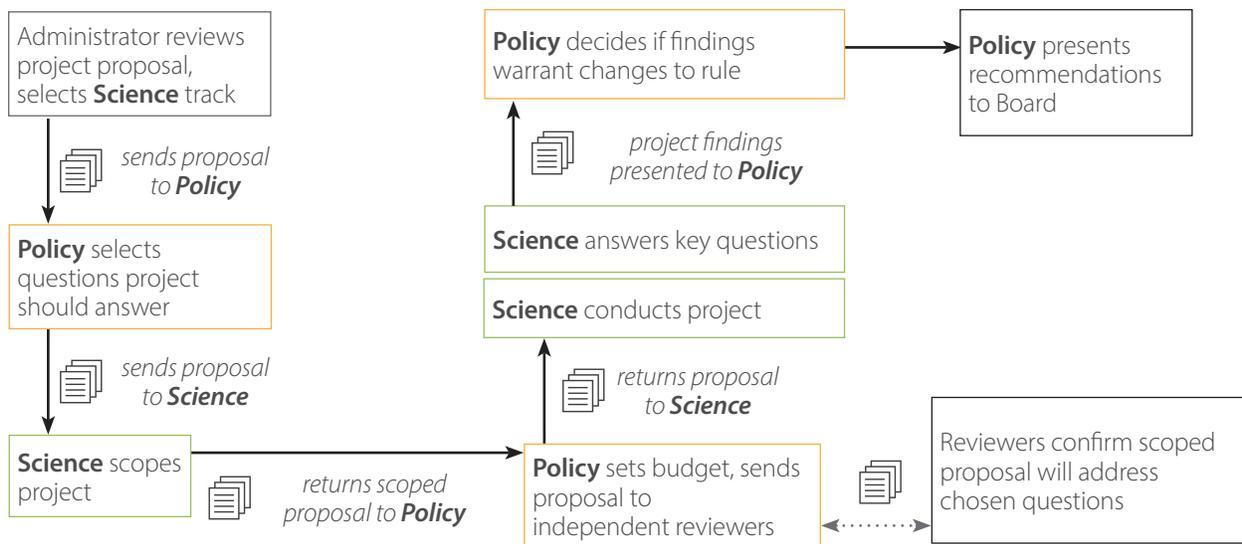 Administrator reviews
project proposal,
selects Science track
sends proposal
to Policy
Policy selects
questions project
should answer
sends proposal
to Science
Science scopes
project
returns scoped
proposal to Policy
Policy sets budget, sends
proposal to
independent reviewers
Reviewers confirm scoped
proposal will address
chosen questions
returns proposal
to Science
Science conducts project
Science answers key questions
project findings
presented to Policy
Policy decides if findings
warrant changes to rule
Policy presents
recommendations
to Board